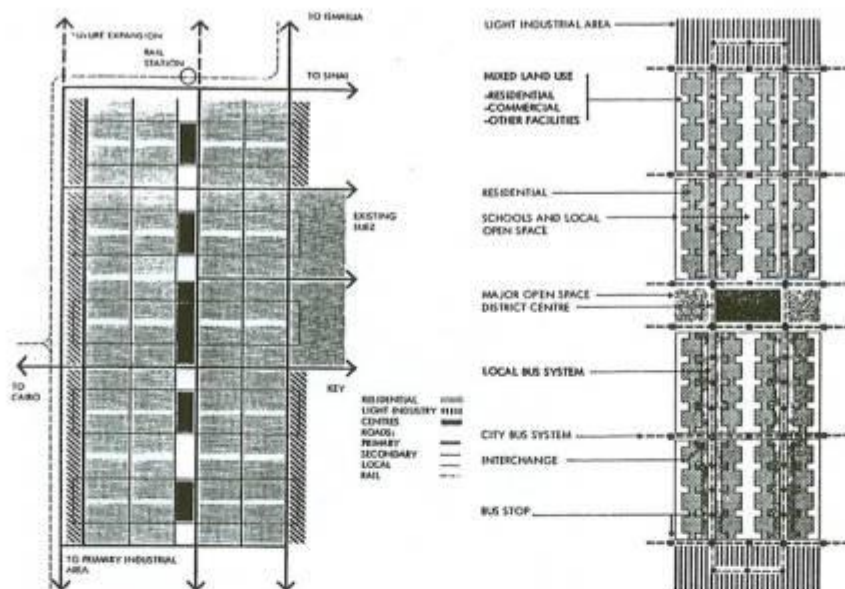 TO ISMAILIA
FUTURE EXPANSION
RAIL
STATION
TO SINAI
EXISTING
SUEZ
TO
CAIRO
KEY
RESIDENTIAL
LIGHT INDUSTRY
CENTRES
ROADS:
PRIMARY
SECONDARY
LOCAL
RAIL
TO PRIMARY INDUSTRIAL
AREA
LIGHT INDUSTRIAL AREA
MIXED LAND USE
-RESIDENTIAL
-COMMERCIAL
-OTHER FACILITIES
RESIDENTIAL
SCHOOLS AND LOCAL
OPEN SPACE
MAJOR OPEN SPACE
DISTRICT CENTRE
LOCAL BUS SYSTEM
CITY BUS SYSTEM
INTERCHANGE
BUS STOP